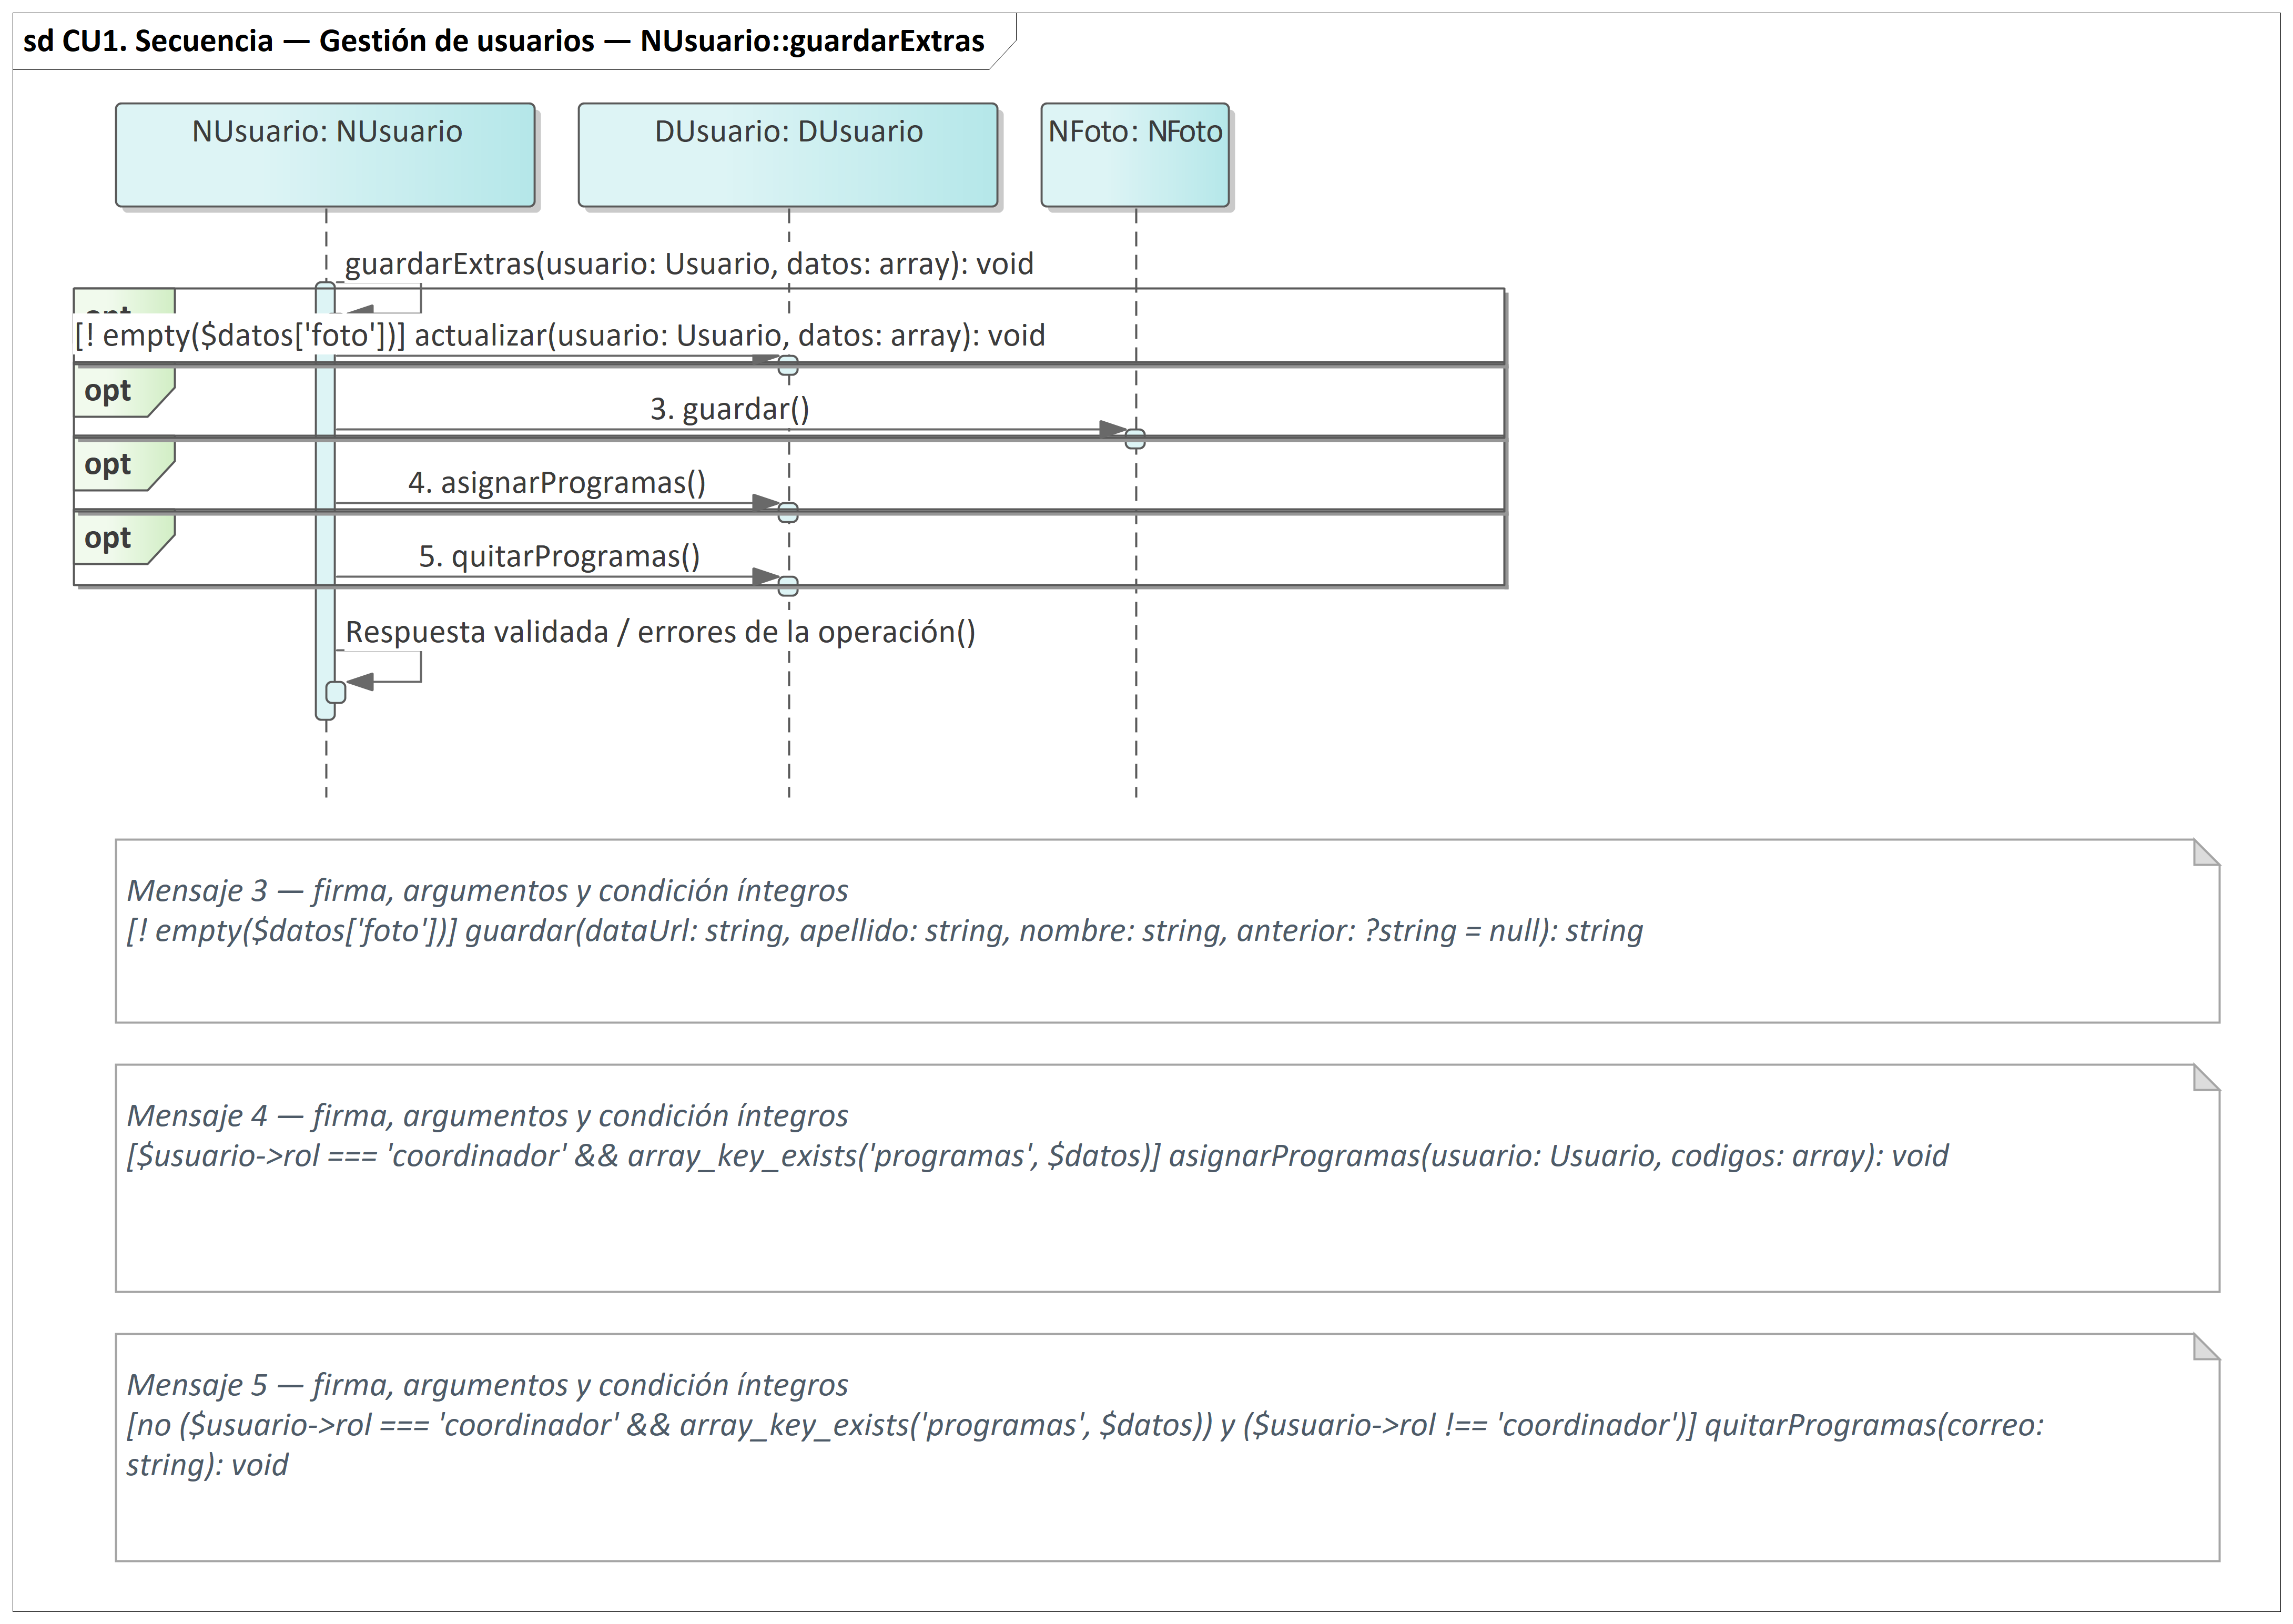 sd CU1. Secuencia — Gestión de usuarios — NUsuario::guardarExtras
NUsuario: NUsuario
DUsuario: DUsuario
NFoto: NFoto
guardarExtras(usuario: Usuario, datos: array): void
[! empty($datos['foto'])] actualizar(usuario: Usuario, datos: array): void
opt
3. guardar()
opt
4. asignarProgramas()
opt
5. quitarProgramas()
Respuesta validada / errores de la operación()
Mensaje 3 — firma, argumentos y condición íntegros
[! empty($datos['foto'])] guardar(dataUrl: string, apellido: string, nombre: string, anterior: ?string = null): string
Mensaje 4 — firma, argumentos y condición íntegros
[$usuario->rol === 'coordinador' && array_key_exists('programas', $datos)] asignarProgramas(usuario: Usuario, codigos: array): void
Mensaje 5 — firma, argumentos y condición íntegros
[no ($usuario->rol === 'coordinador' && array_key_exists('programas', $datos)) y ($usuario->rol !== 'coordinador')] quitarProgramas(correo:
string): void